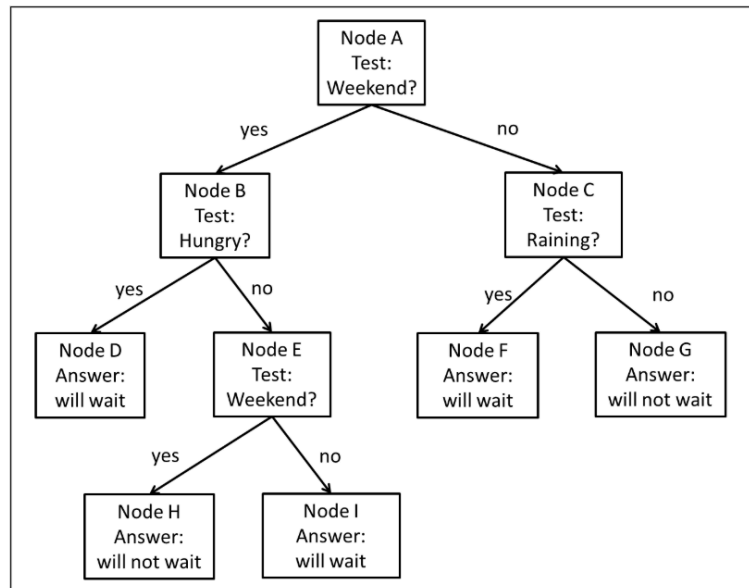 Node A
Test:
Weekend?
yes
no
Node B
Test:
Hungry?
Node C
Test:
Raining?
yes
no
yes
no
Node D
Answer:
will wait
Node E
Test:
Weekend?
Node F
Answer:
will wait
Node G
Answer:
will not wait
yes
no
Node H
Answer:
will not wait
Node I
Answer:
will wait